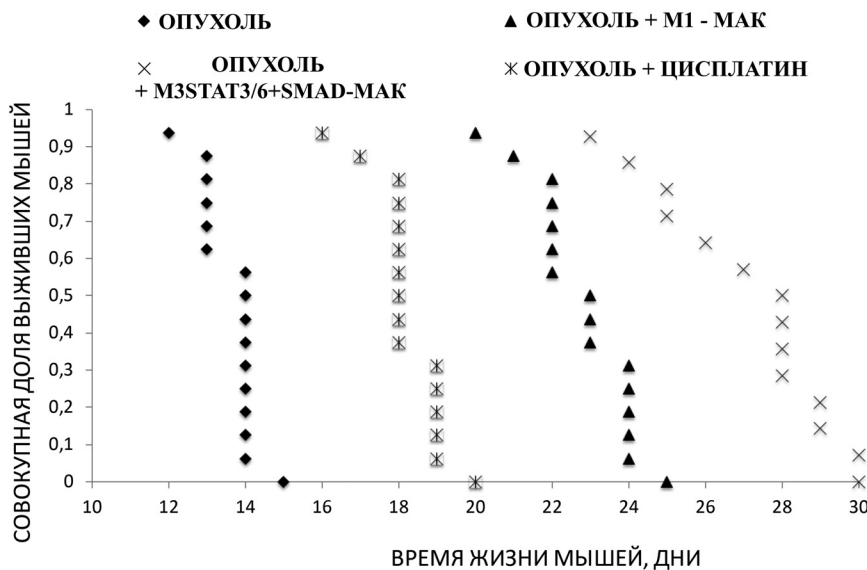 ОПУХОЛЬ
ОПУХОЛЬ + М1 - МАК
ОПУХОЛЬ
+ M3STAT3/6+SMAD-МАК
ОПУХОЛЬ + ЦИСПЛАТИН
СОВОКУПНАЯ ДОЛЯ ВЫЖИВШИХ МЫШЕЙ
1
0,9
0,8
0,7
0,6
0,5
0,4
0,3
0,2
0,1
0
10 12 14 16 18 20 22 24 26 28 30
ВРЕМЯ ЖИЗНИ МЫШЕЙ, ДНИ